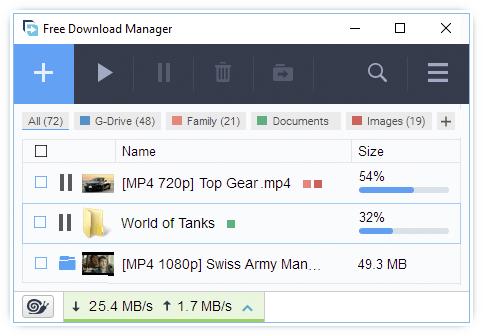 Free Download Manager
All (72) G-Drive (48) Family (21) Documents Images (19)
Name Size
[MP4 720p] Top Gear.mp4 54%
World of Tanks 32%
[MP4 1080p] Swiss Army Man… 49.3 MB
25.4 MB/s 1.7 MB/s